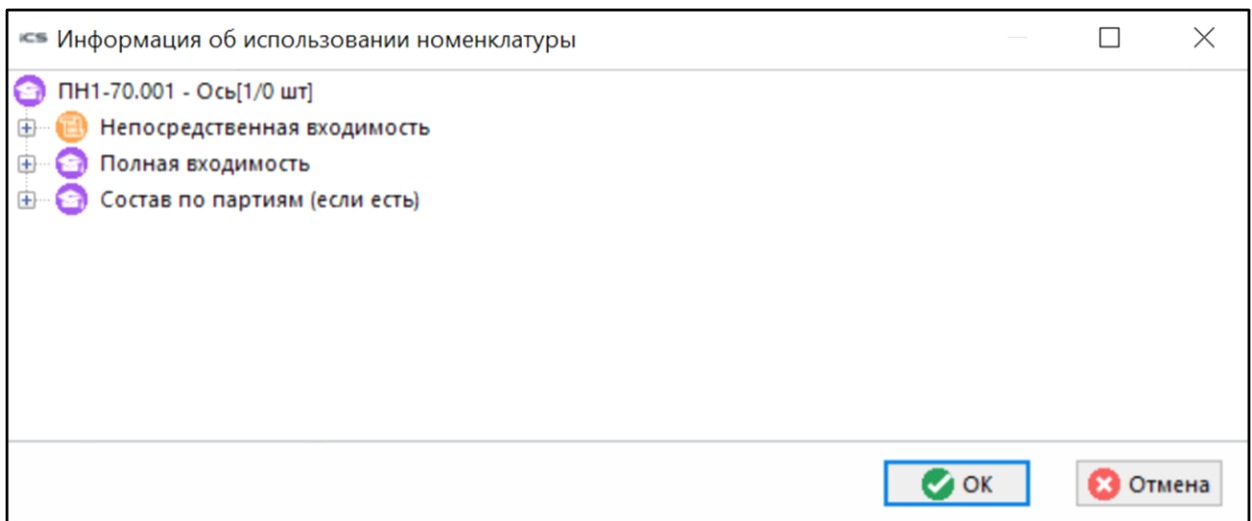 iCS Информация об использовании номенклатуры
ПН1-70.001 - Ось[1/0 шт]
Непосредственная входимость
Полная входимость
Состав по партиям (если есть)
ОК Отмена